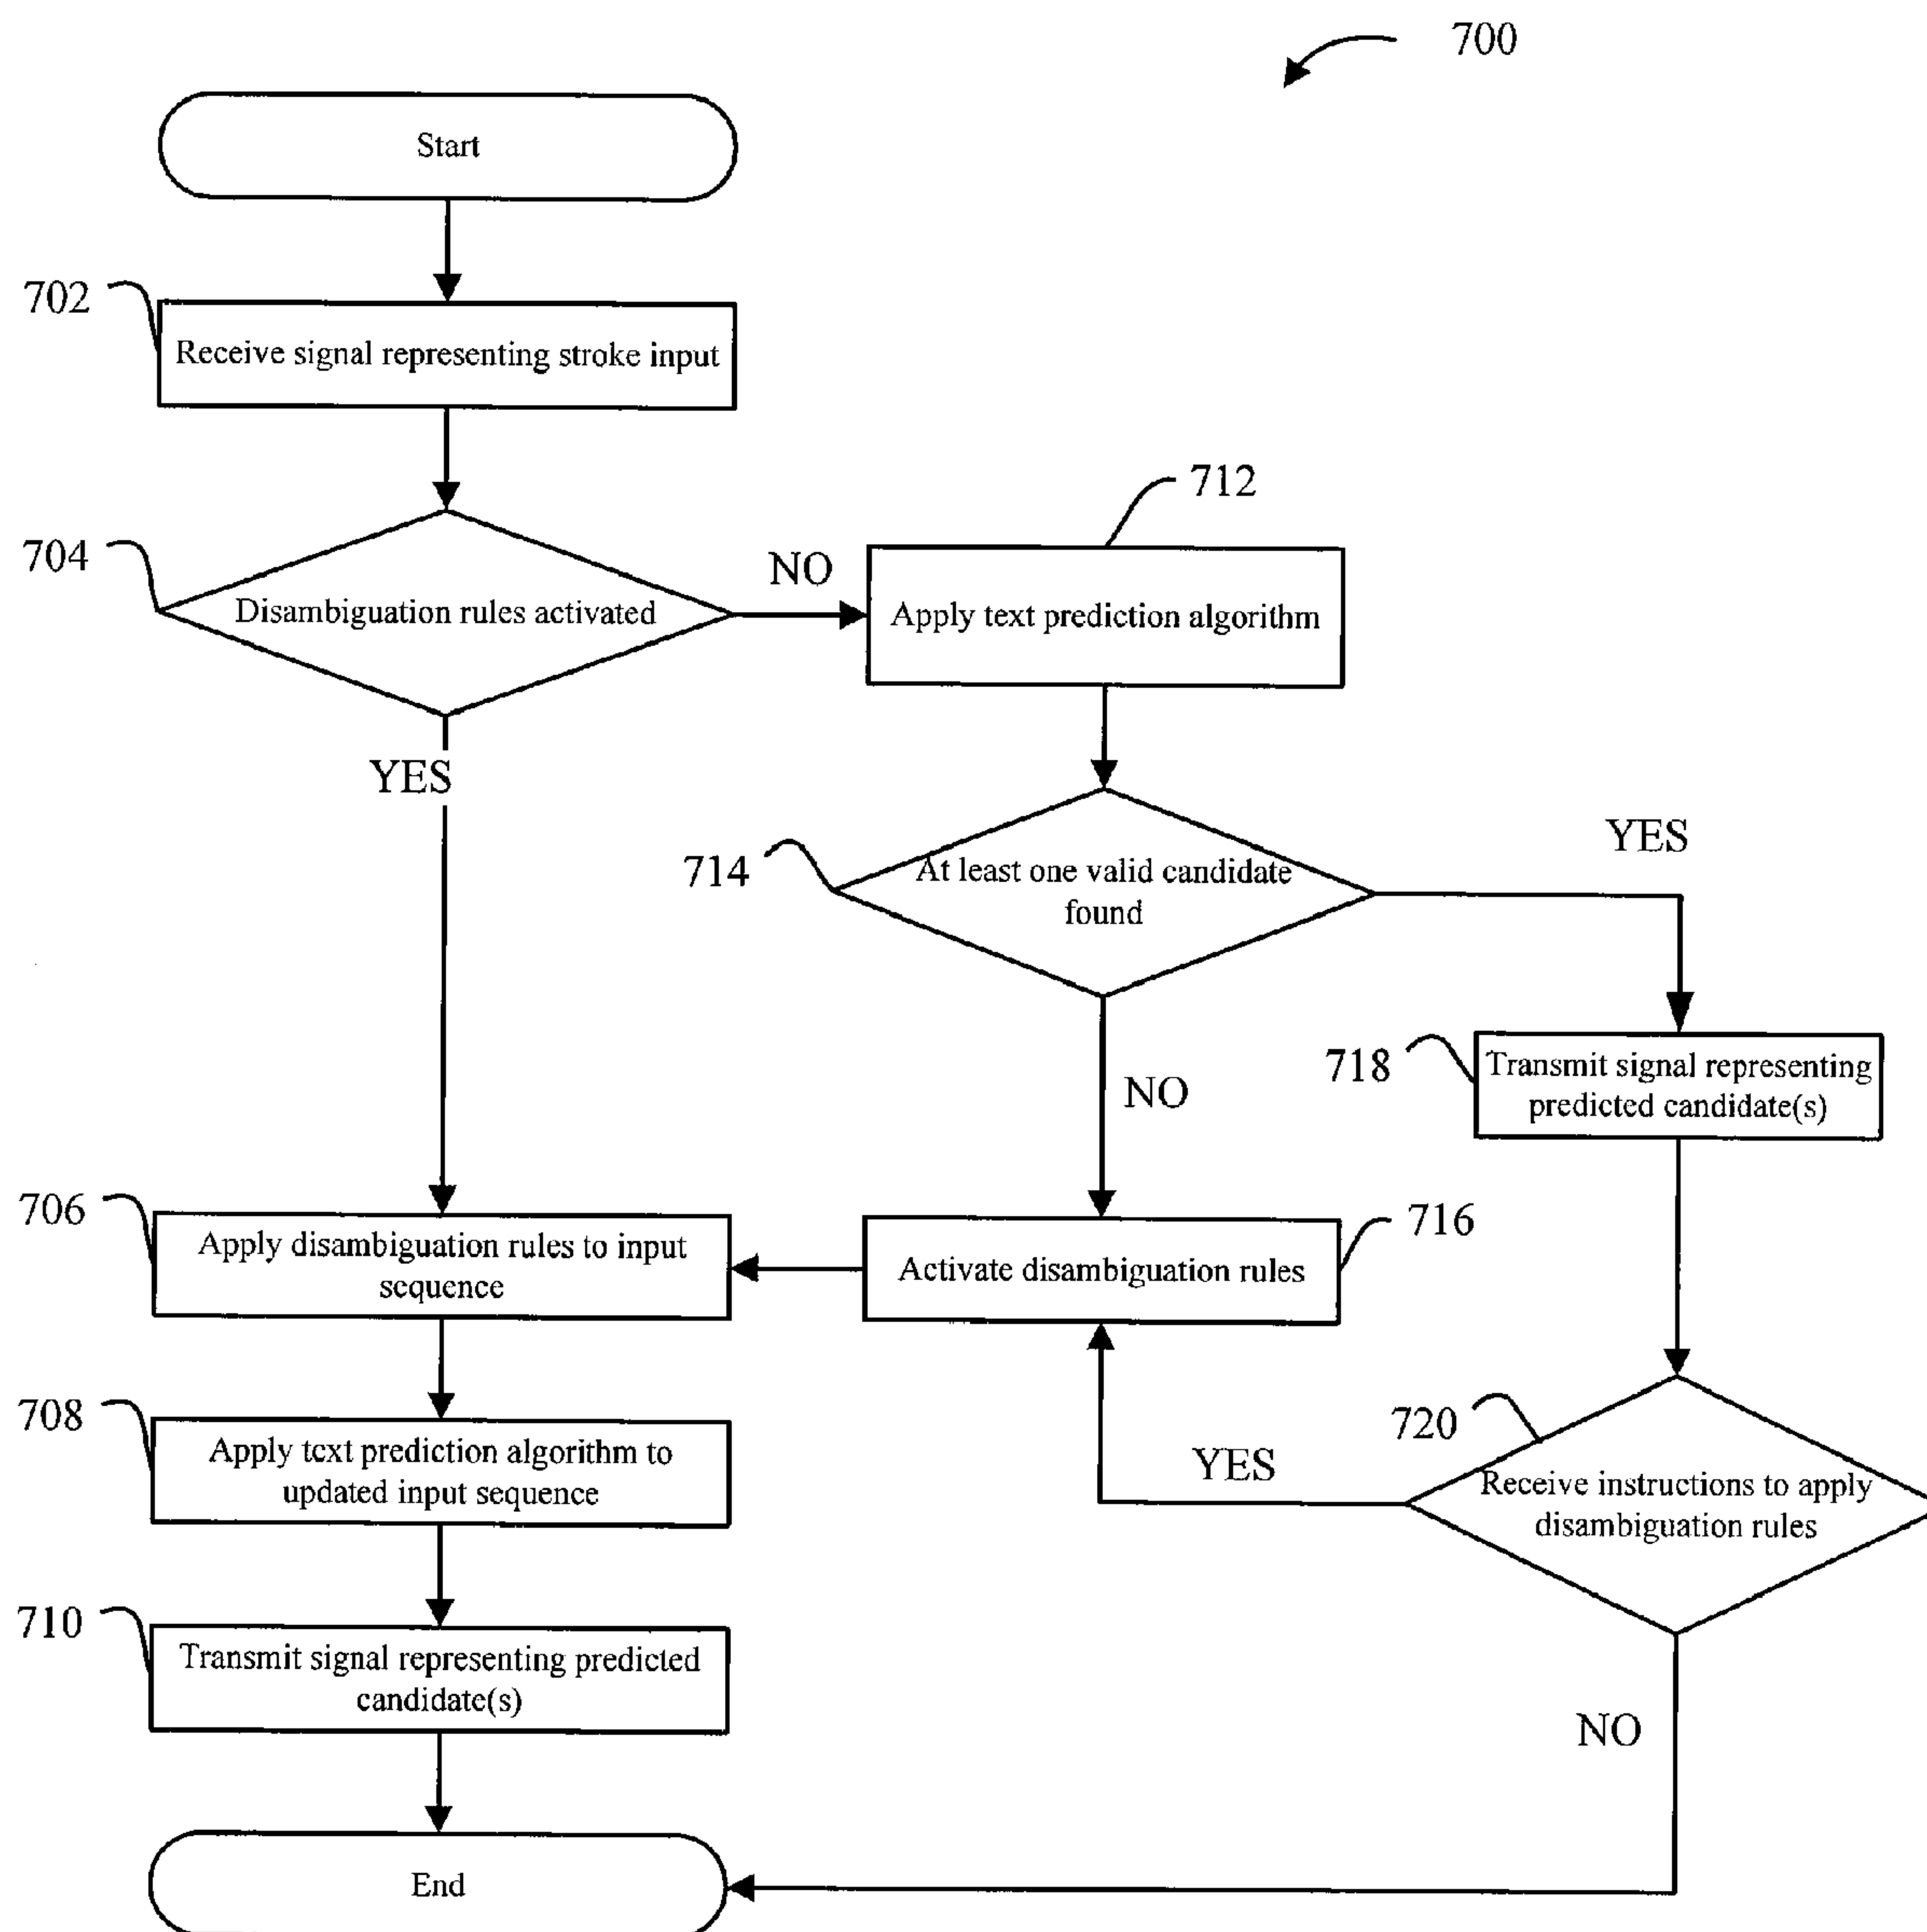 700
Start
702
Receive signal representing stroke input
704
Disambiguation rules activated
NO
712
Apply text prediction algorithm
YES
714
At least one valid candidate
found
YES
NO
718
Transmit signal representing
predicted candidate(s)
706
Apply disambiguation rules to input
sequence
716
Activate disambiguation rules
708
Apply text prediction algorithm to
updated input sequence
720
Receive instructions to apply
disambiguation rules
YES
NO
710
Transmit signal representing predicted
candidate(s)
End